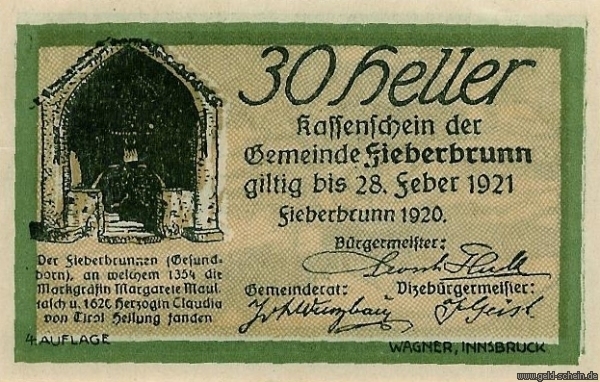 30 Heller
Kassenschein der
Gemeinde Fieberbrunn
giltig bis 28. Feber 1921
Fieberbrunn 1920.
Bürgermeister:
Gemeinderat: Vizebürgermeister:
Der Fieberbrunnen (Gesund-
born), an welchem 1354 die
Markgräfin Margarete Maul
tasch u. 1620 Herzogin Claudia
von Tirol Heilung fanden
4. AUFLAGE
WAGNER, INNSBRUCK
www.geld-schein.de